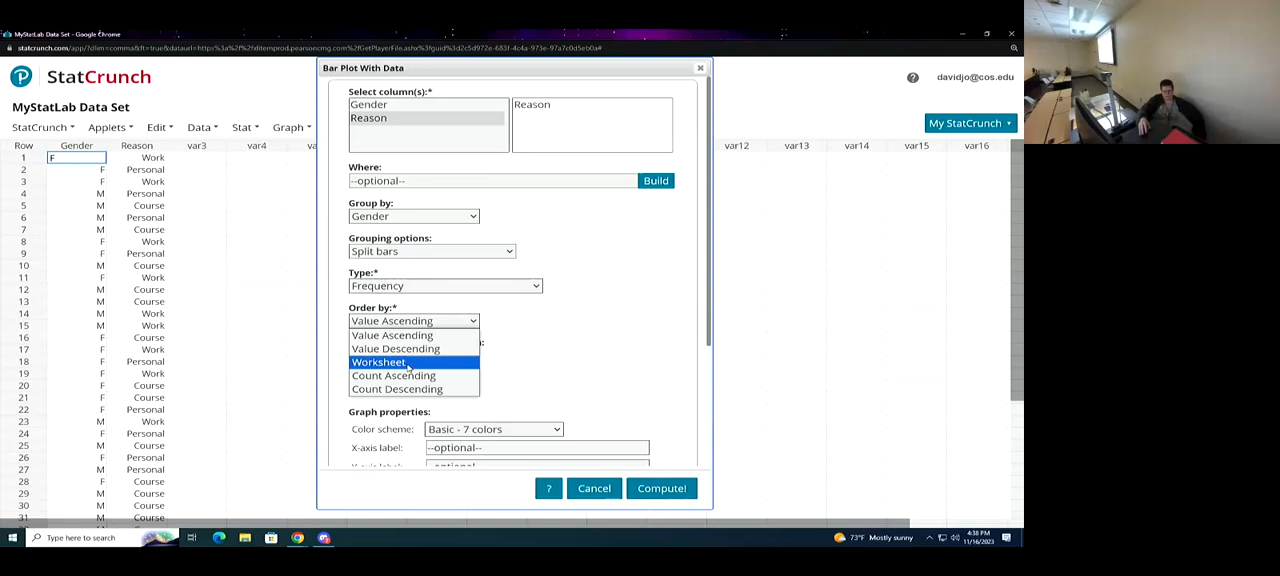 MyStatLab Data Set - Google Chrome
statcrunch.com/app/?dlim=comma&ft=true&dataurl=https%3a%2f%2fxlitemprod.pearsoncmg.com%2fGetPlayerFile.ashx%3fguid%3d2c5d972e-683f-4c4a-973e-97a7c0d5eb0a#
StatCrunch
davidjo@cos.edu
MyStatLab Data Set
StatCrunch Applets Edit Data Stat Graph
My StatCrunch
Row Gender Reason var3 var4 var12 var13 var14 var15 var16
1 F Work
2 F Personal
3 F Work
4 M Personal
5 M Course
6 M Personal
7 M Course
8 F Work
9 F Personal
10 M Course
11 F Work
12 M Course
13 M Course
14 M Work
15 M Work
16 F Course
17 F Work
18 F Personal
19 F Work
20 F Course
21 F Course
22 F Personal
23 M Work
24 F Personal
25 M Course
26 F Personal
27 M Personal
28 F Course
29 M Course
30 M Course
31 M Course
Bar Plot With Data
Select column(s):*
Gender
Reason
Reason
Where:
--optional--
Build
Group by:
Gender
Grouping options:
Split bars
Type:*
Frequency
Order by:*
Value Ascending
Value Ascending
Value Descending
Worksheet
Count Ascending
Count Descending
Graph properties:
Color scheme: Basic - 7 colors
X-axis label: --optional--
? Cancel Compute!
Type here to search
73°F Mostly sunny
4:38 PM
11/16/2023